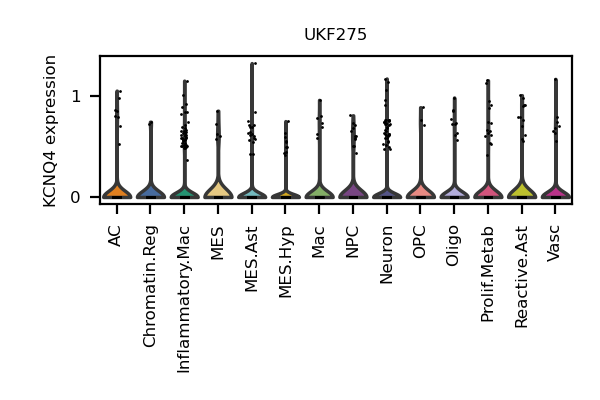 UKF275
KCNQ4 expression
1
0
AC
Chromatin.Reg
Inflammatory.Mac
MES
MES.Ast
MES.Hyp
Mac
NPC
Neuron
OPC
Oligo
Prolif.Metab
Reactive.Ast
Vasc